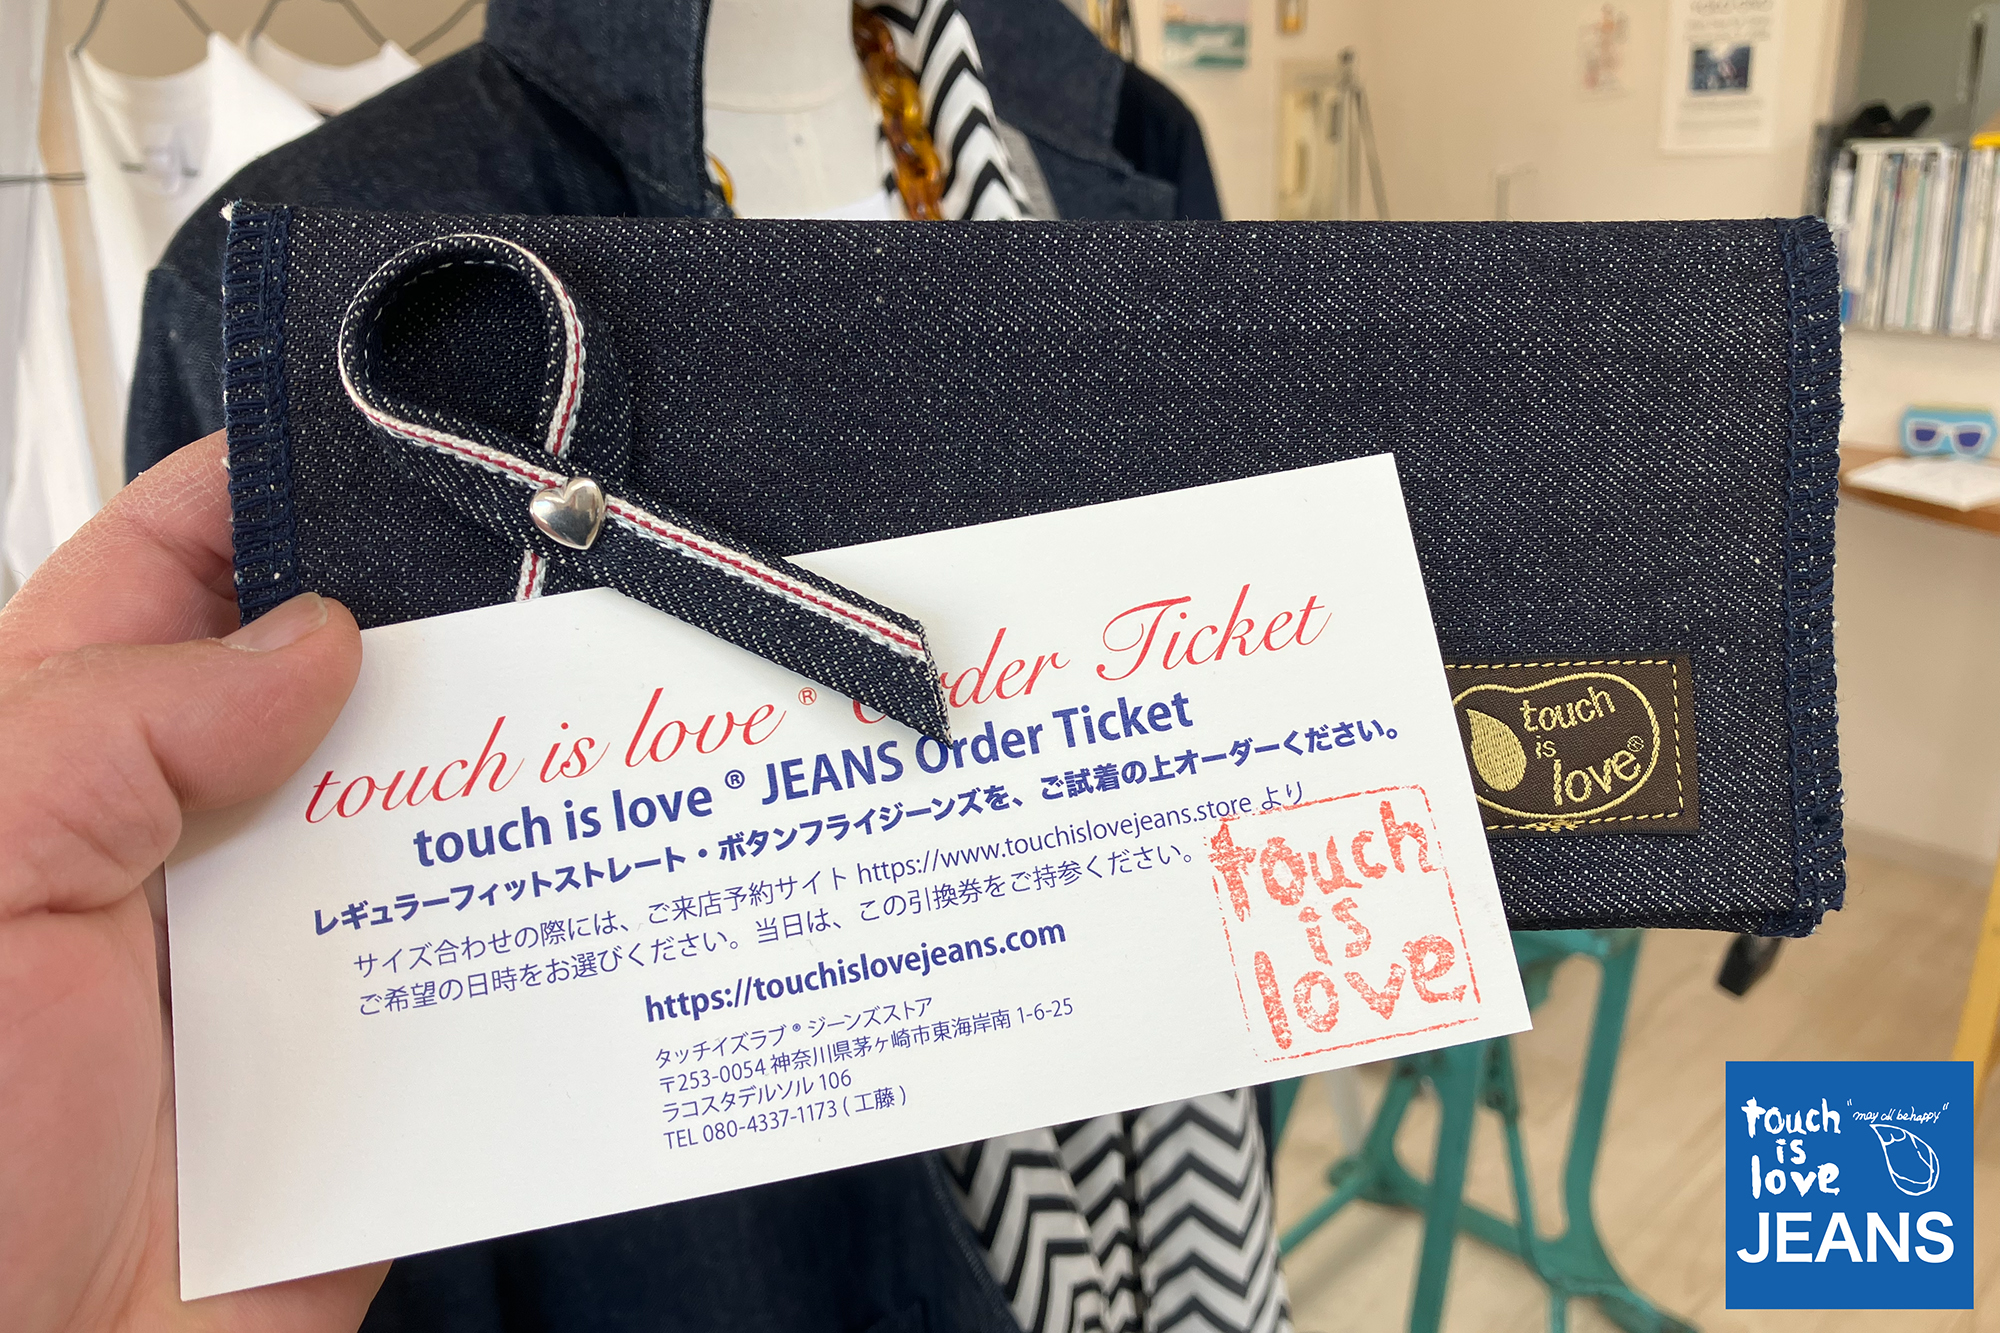 touch is love® Order Ticket
touch is love® JEANS Order Ticket
レギュラーフィットストレート・ボタンフライジーンズを、ご試着の上オーダーください。
サイズ合わせの際には、ご来店予約サイト https://www.touchislovejeans.store より
ご希望の日時をお選びください。当日は、この引換券をご持参ください。
https://touchislovejeans.com
タッチイズラブ® ジーンズストア
〒253-0054 神奈川県茅ヶ崎市東海岸南 1-6-25
ラコスタデルソル 106
TEL 080-4337-1173 ( 工藤 )
touch
is
love
touch
is
love®
touch "may all be happy"
is
love
JEANS